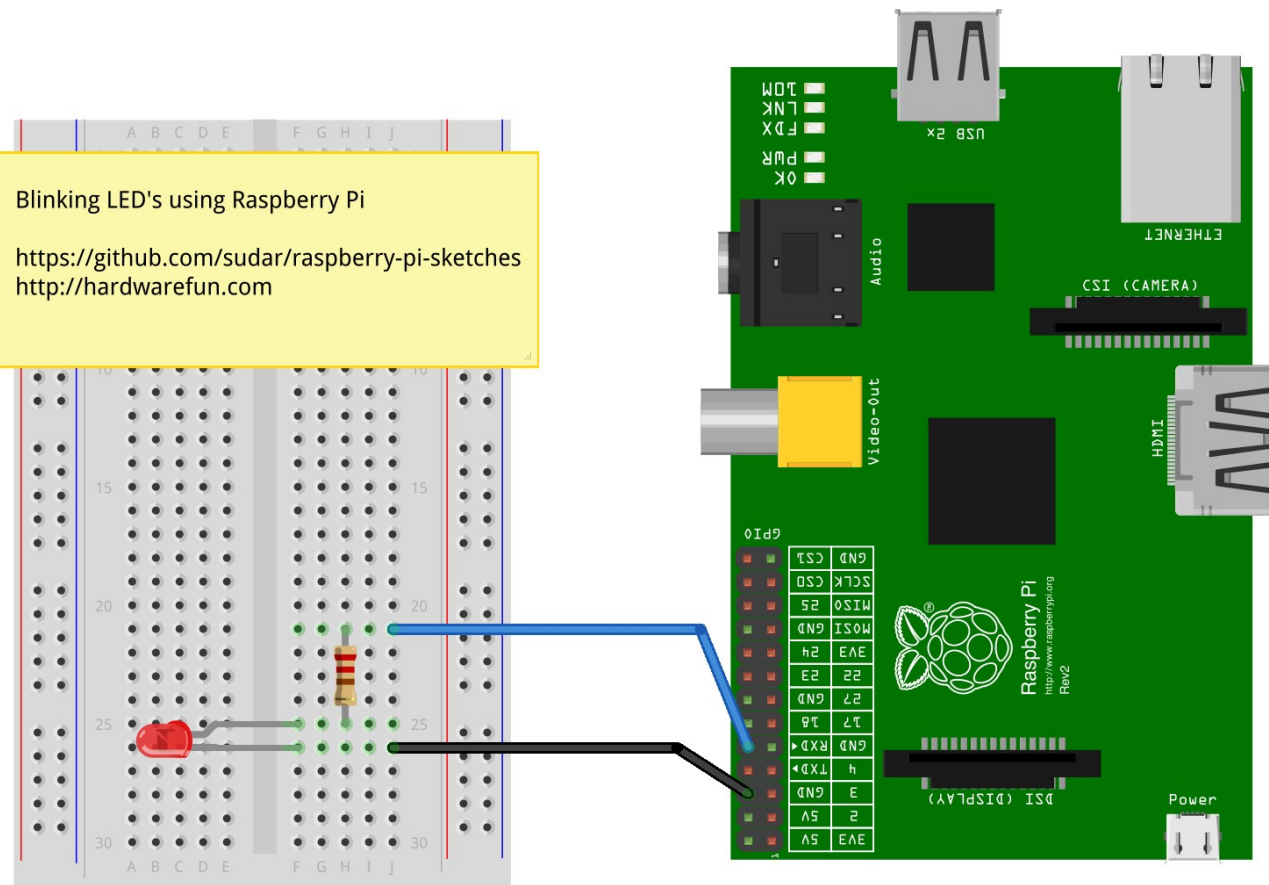 A B C D E F G H I J
Blinking LED's using Raspberry Pi
https://github.com/sudar/raspberry-pi-sketches
http://hardwarefun.com
10 10
15 15
20 20
25 25
30 30
A B C D E F G H I J
10M
LNK
FDX
PWR
OK
USB 2x
ETHERNET
Audio
CSI (CAMERA)
Video-Out
HDMI
GPIO
CS1 GND
CS0 SCLK
25 MISO
GND MOSI
24 3V3
23 22
GND 27
18 17
RXD GND
TXD 4
GND 3
5V 2
5V 3V3
1
Raspberry Pi
http://www.raspberrypi.org
Rev2
DSI (DISPLAY)
Power